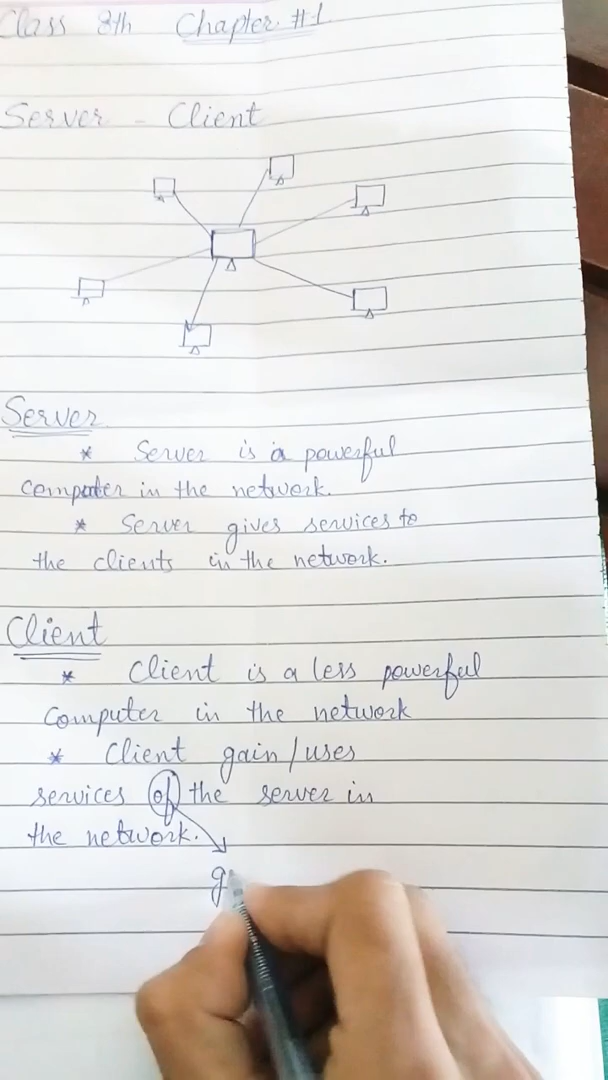 Class 8th Chapter #1
Server - Client
Server
* Server is a powerful
computer in the network.
* Server gives services to
the clients in the network.
Client
* Client is a less powerful
computer in the network
* Client gain/uses
services of the server in
the network.
g